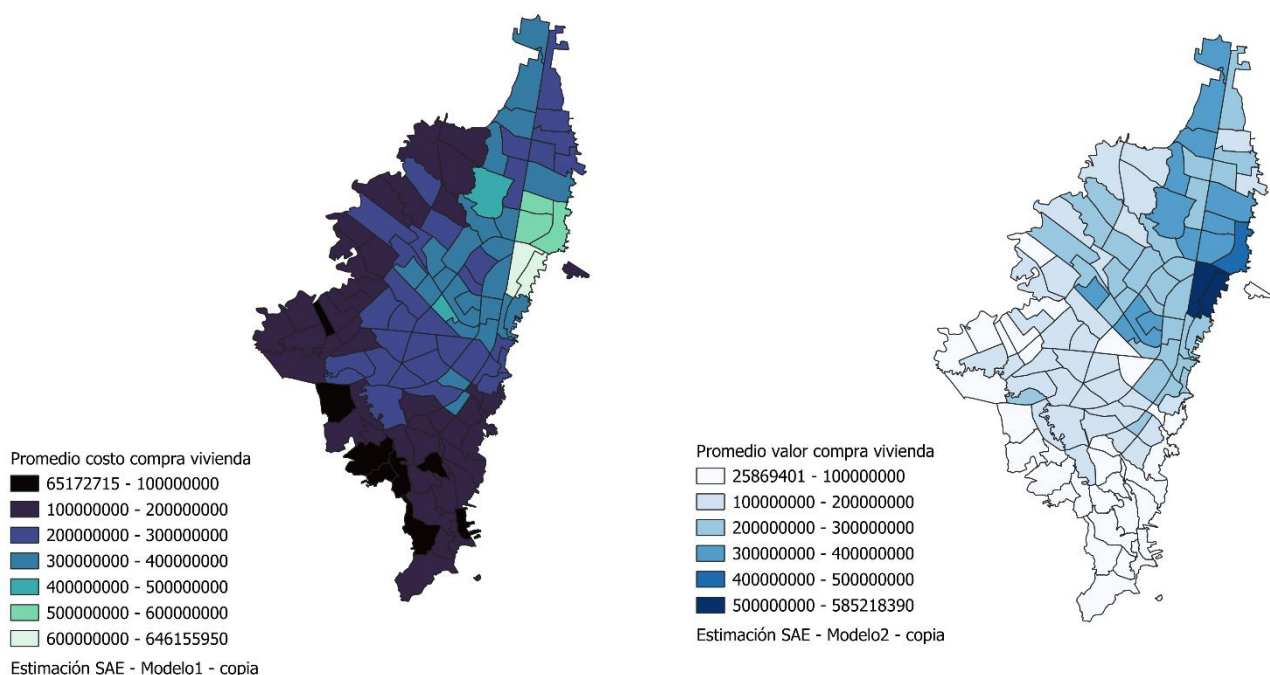 Promedio costo compra vivienda
65172715 - 100000000
100000000 - 200000000
200000000 - 300000000
300000000 - 400000000
400000000 - 500000000
500000000 - 600000000
600000000 - 646155950
Estimación SAE - Modelo1 - copia
Promedio valor compra vivienda
25869401 - 100000000
100000000 - 200000000
200000000 - 300000000
300000000 - 400000000
400000000 - 500000000
500000000 - 585218390
Estimación SAE - Modelo2 - copia